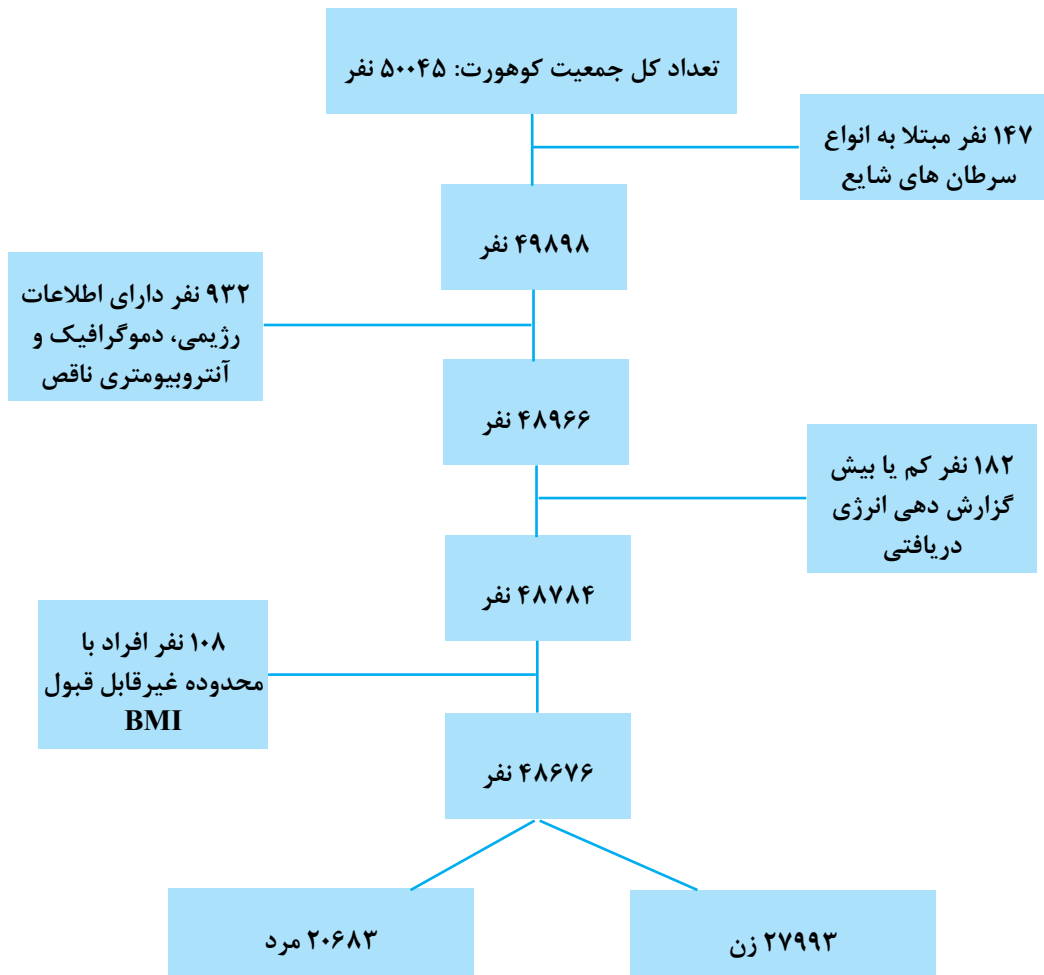 تعداد کل جمعیت کوهورت: ۵۰۰۴۵ نفر
۱۴۷ نفر مبتلا به انواع
سرطان های شایع
۴۹۸۹۸ نفر
۹۳۲ نفر دارای اطلاعات
رژیمی، دموگرافیک و
آنتروبیومتری ناقص
۴۸۹۶۶ نفر
۱۸۲ نفر کم یا بیش
گزارش دهی انرژی
دریافتی
۴۸۷۸۴ نفر
۱۰۸ نفر افراد با
محدوده غیرقابل قبول
BMI
۴۸۶۷۶ نفر
۲۷۹۹۳ زن
۲۰۶۸۳ مرد